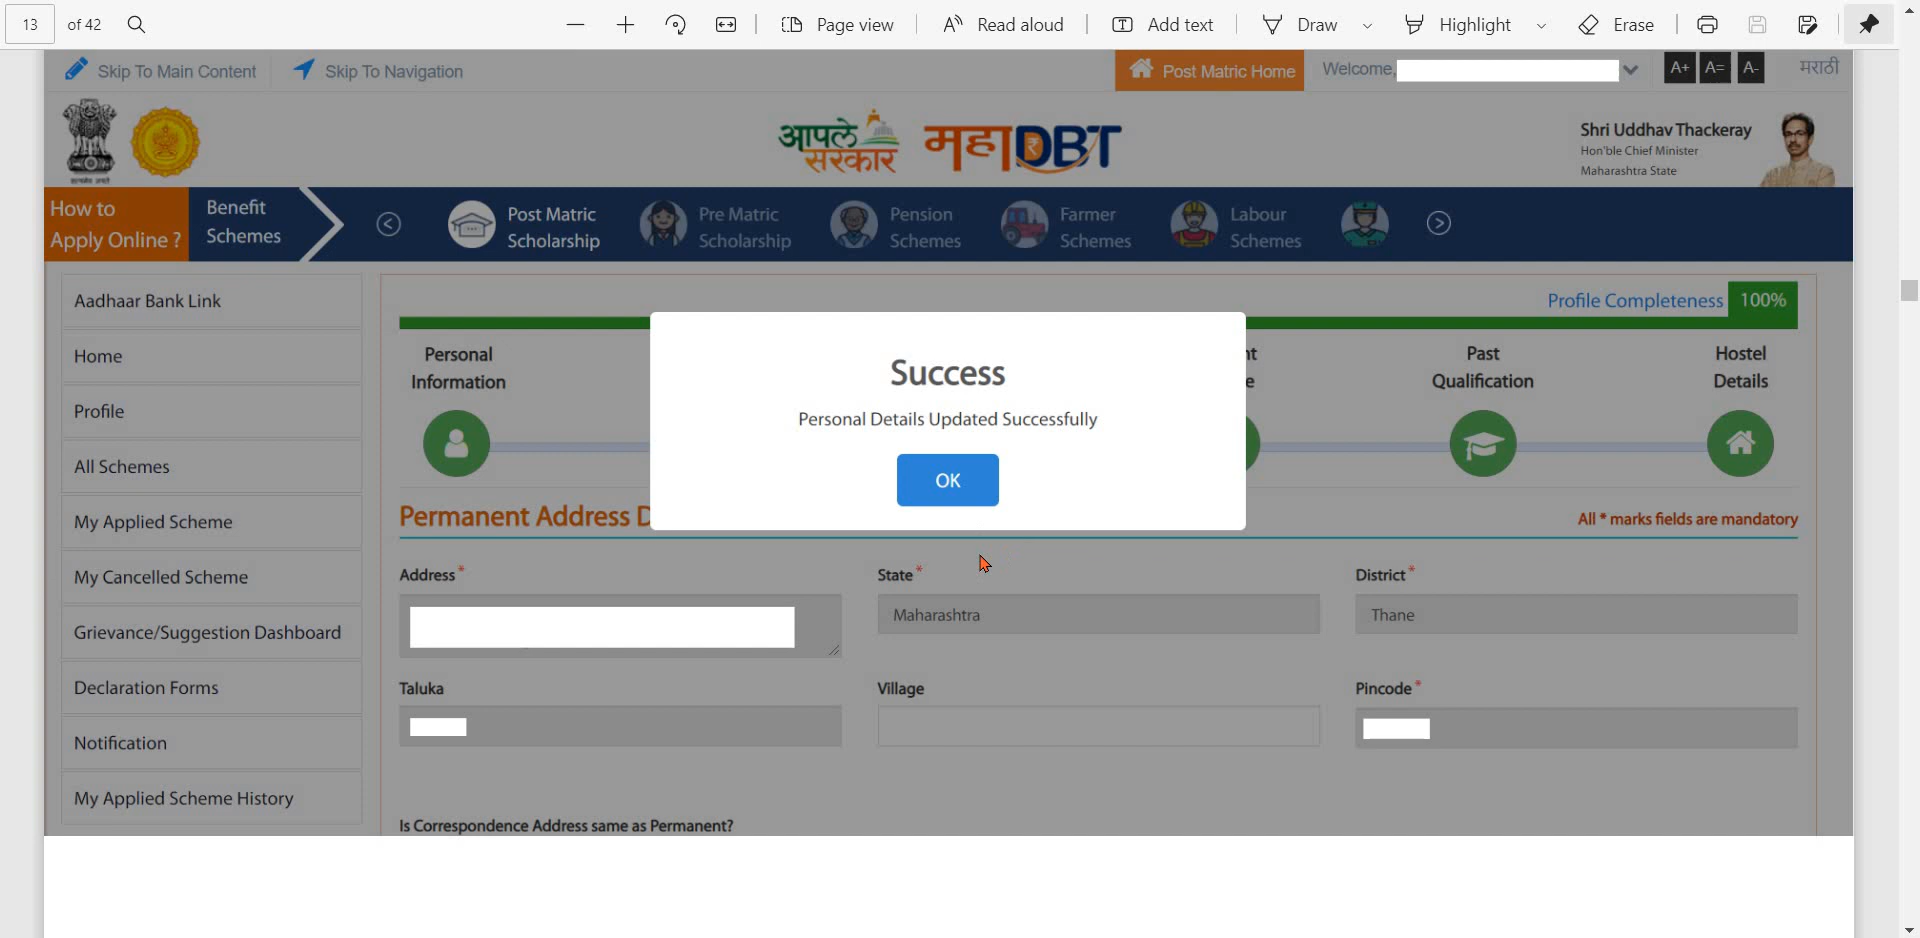 13 of 42 Page view Read aloud Add text Draw Highlight Erase
Skip To Main Content Skip To Navigation Post Matric Home Welcome, A+ A= A- मराठी
आपले सरकार महाDBT
Shri Uddhav Thackeray
Hon'ble Chief Minister
Maharashtra State
How to
Apply Online ?
Benefit
Schemes
Post Matric
Scholarship
Pre Matric
Scholarship
Pension
Schemes
Farmer
Schemes
Labour
Schemes
Aadhaar Bank Link
Home
Profile
All Schemes
My Applied Scheme
My Cancelled Scheme
Grievance/Suggestion Dashboard
Declaration Forms
Notification
My Applied Scheme History
Profile Completeness 100%
Personal
Information
Past
Qualification
Hostel
Details
Success
Personal Details Updated Successfully
OK
Permanent Address D
All * marks fields are mandatory
Address * State * District *
Maharashtra Thane
Taluka Village Pincode *
Is Correspondence Address same as Permanent?